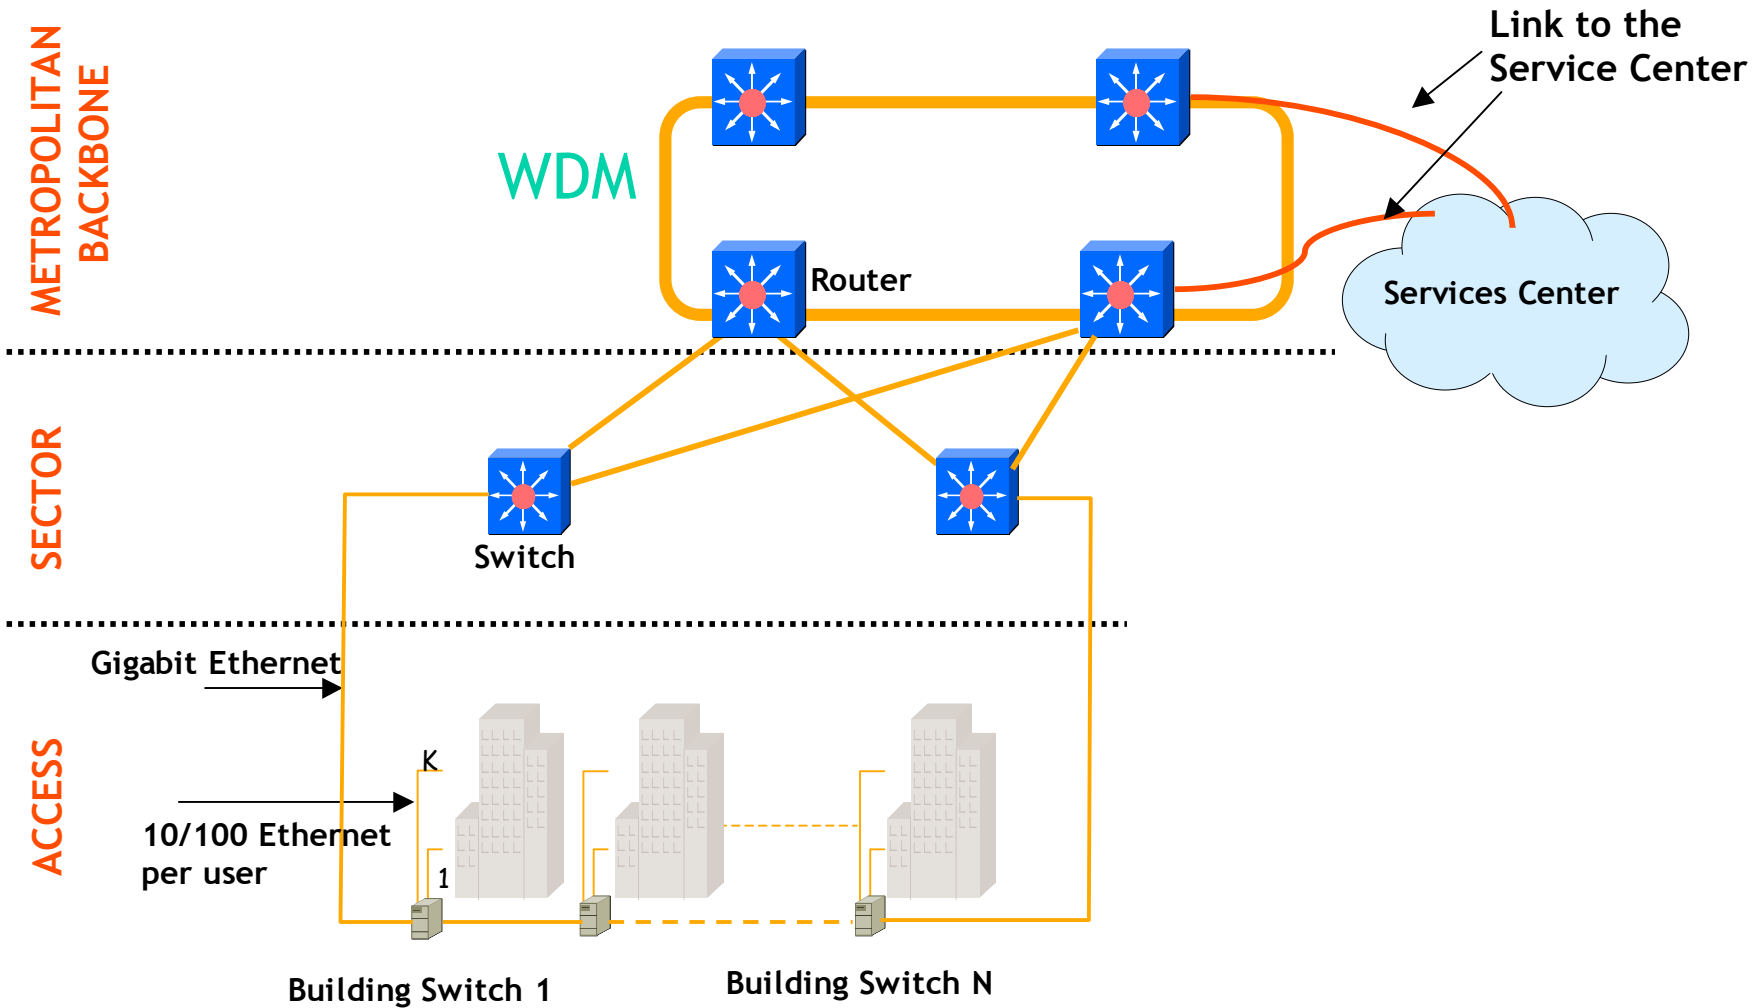 METROPOLITAN
BACKBONE
Link to the
Service Center
WDM
Router
Services Center
SECTOR
Switch
ACCESS
Gigabit Ethernet
K
10/100 Ethernet
per user
1
Building Switch 1
Building Switch N